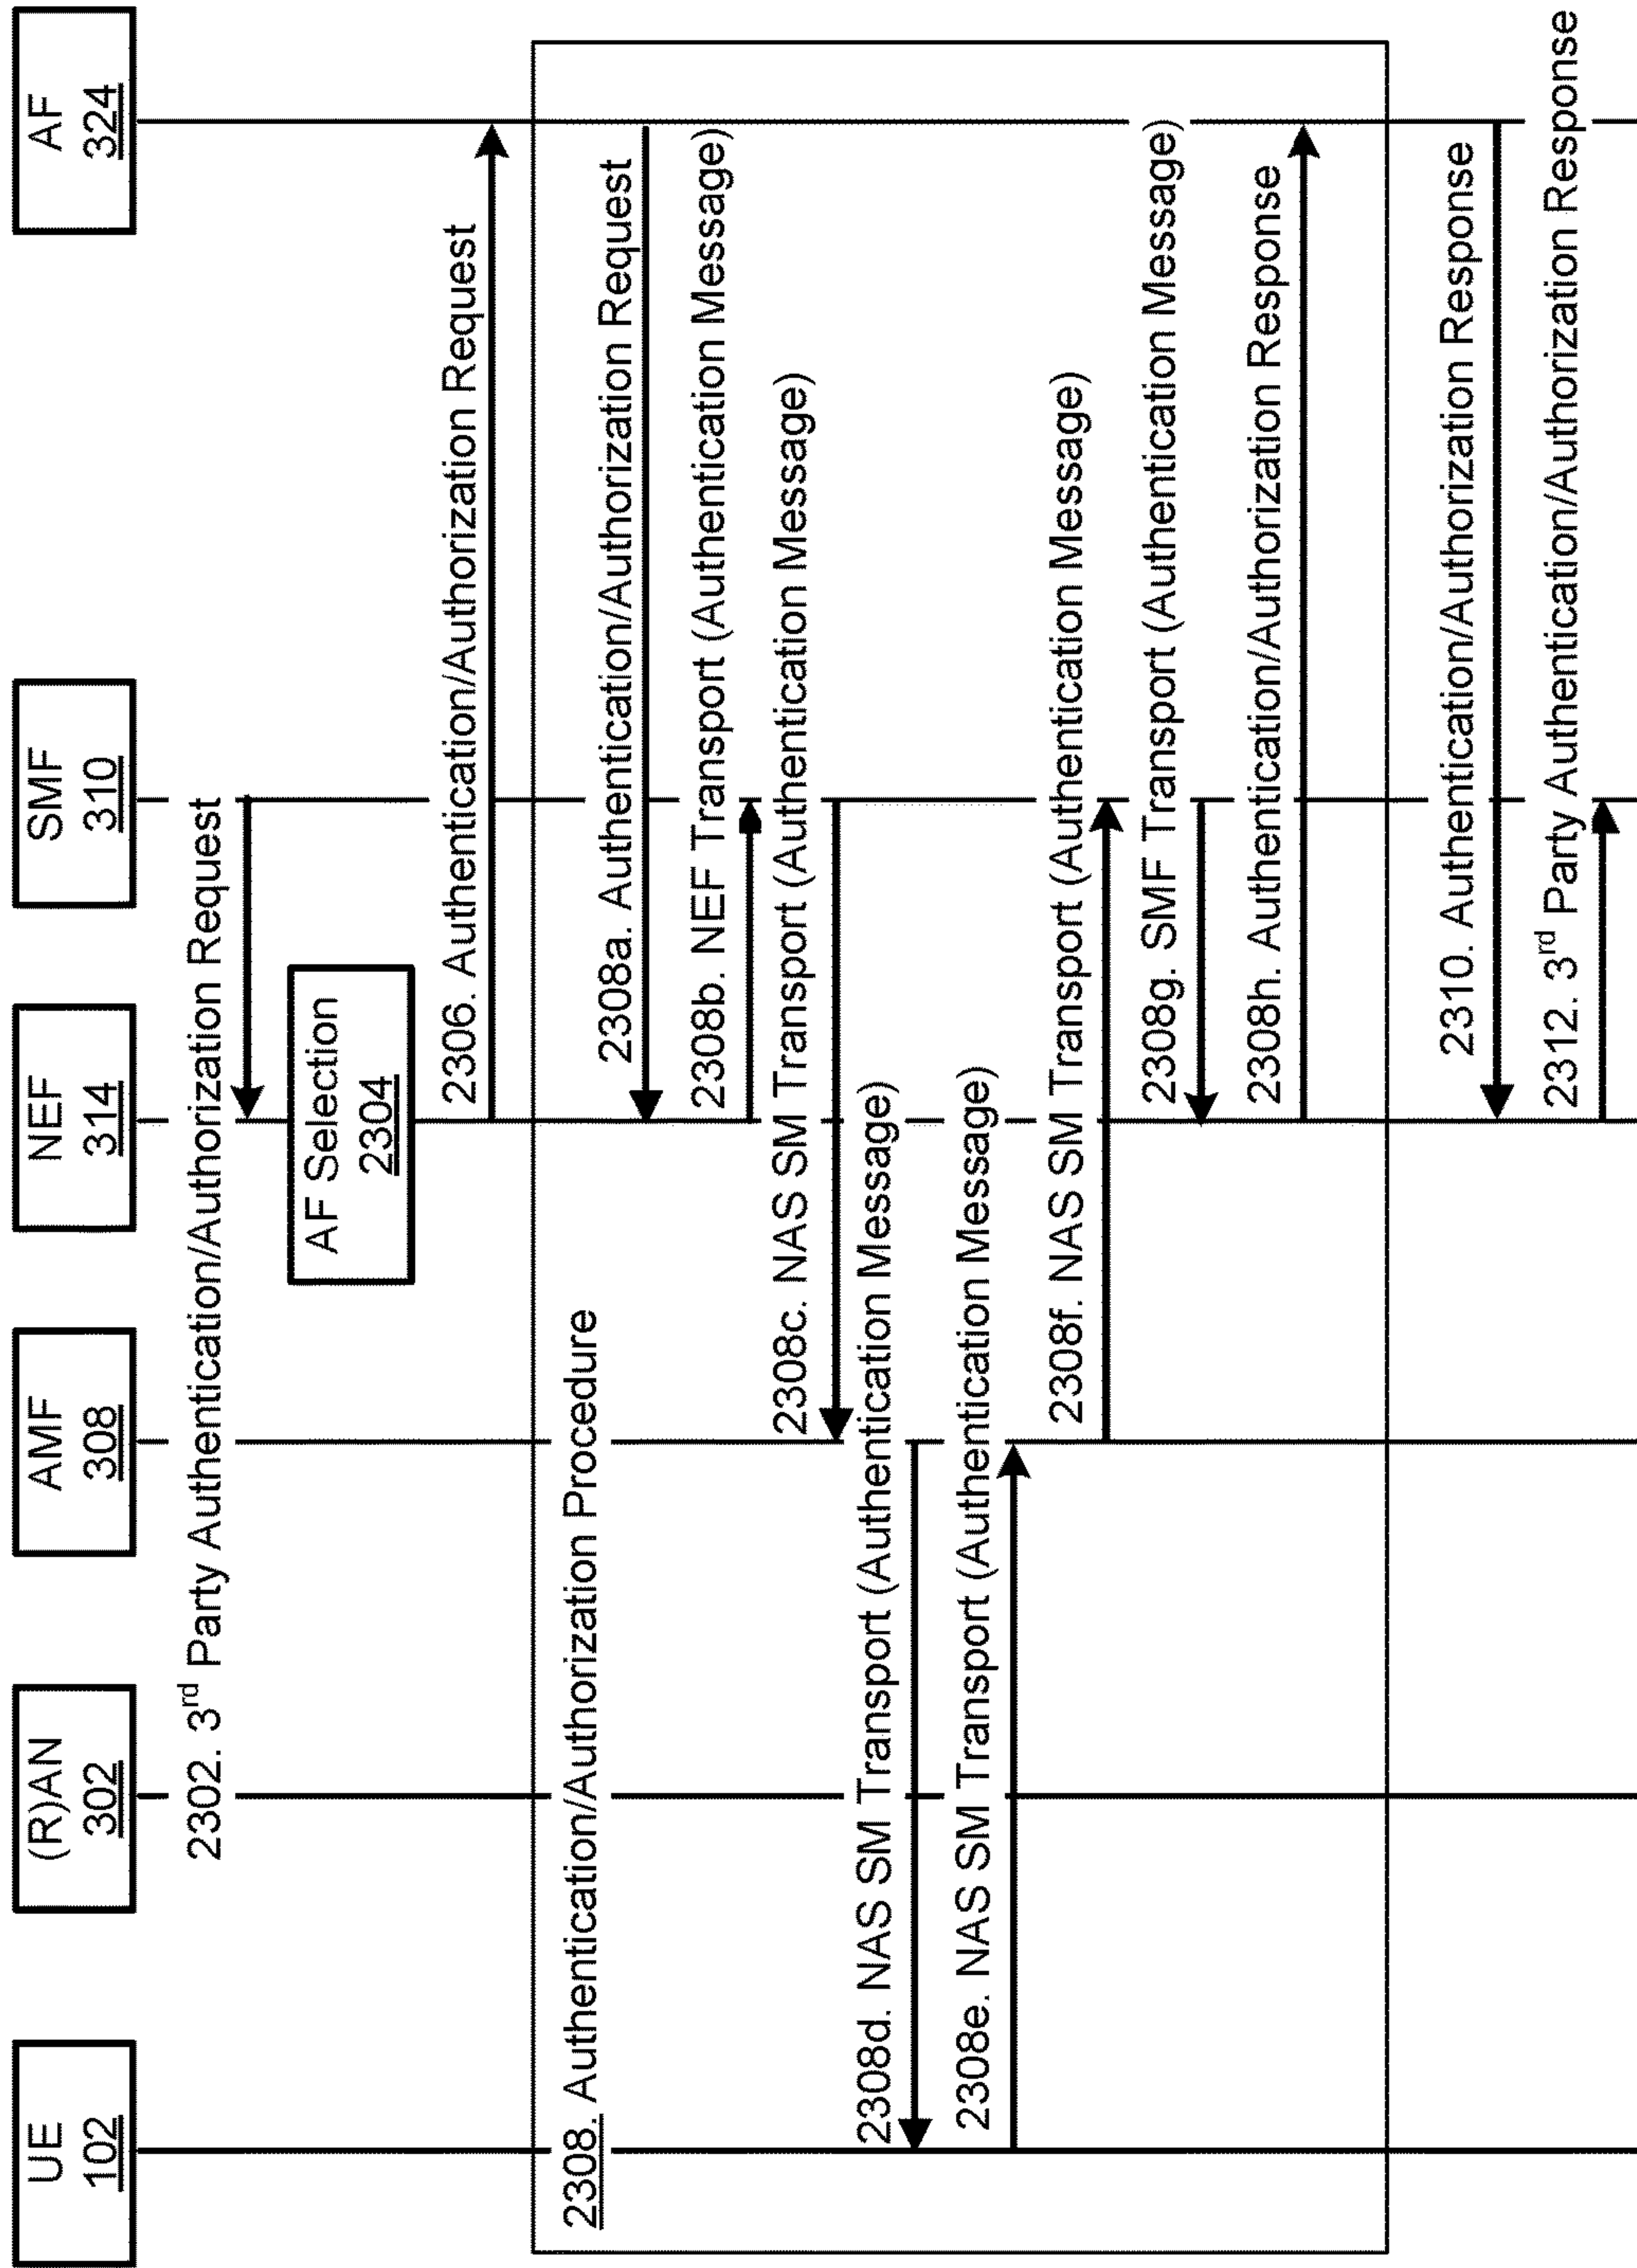 UE
102
(R)AN
302
AMF
308
NEF
314
SMF
310
AF
324
2302. 3rd Party Authentication/Authorization Request
AF Selection
2304
2306. Authentication/Authorization Request
2308. Authentication/Authorization Procedure
2308a. Authentication/Authorization Request
2308b. NEF Transport (Authentication Message)
2308c. NAS SM Transport (Authentication Message)
2308d. NAS SM Transport (Authentication Message)
2308e. NAS SM Transport (Authentication Message)
2308f. NAS SM Transport (Authentication Message)
2308g. SMF Transport (Authentication Message)
2308h. Authentication/Authorization Response
2310. Authentication/Authorization Response
2312. 3rd Party Authentication/Authorization Response